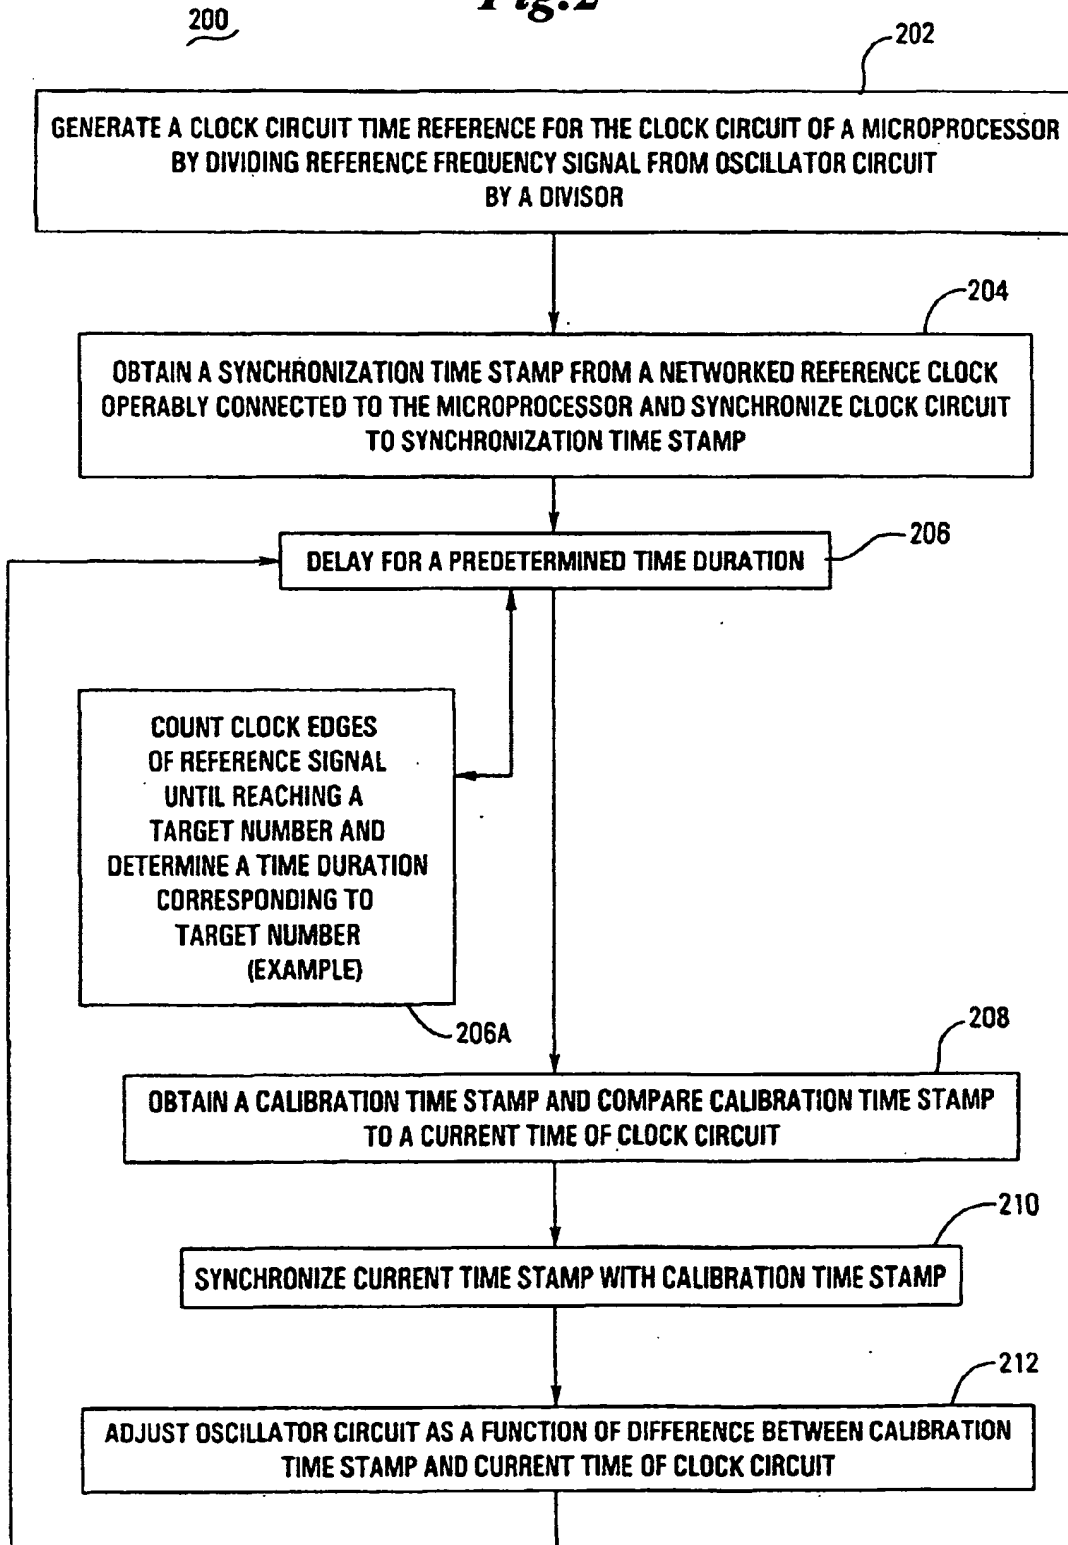 Fig.2
200
202
GENERATE A CLOCK CIRCUIT TIME REFERENCE FOR THE CLOCK CIRCUIT OF A MICROPROCESSOR
BY DIVIDING REFERENCE FREQUENCY SIGNAL FROM OSCILLATOR CIRCUIT
BY A DIVISOR
204
OBTAIN A SYNCHRONIZATION TIME STAMP FROM A NETWORKED REFERENCE CLOCK
OPERABLY CONNECTED TO THE MICROPROCESSOR AND SYNCHRONIZE CLOCK CIRCUIT
TO SYNCHRONIZATION TIME STAMP
206
DELAY FOR A PREDETERMINED TIME DURATION
COUNT CLOCK EDGES
OF REFERENCE SIGNAL
UNTIL REACHING A
TARGET NUMBER AND
DETERMINE A TIME DURATION
CORRESPONDING TO
TARGET NUMBER
(EXAMPLE)
206A
208
OBTAIN A CALIBRATION TIME STAMP AND COMPARE CALIBRATION TIME STAMP
TO A CURRENT TIME OF CLOCK CIRCUIT
210
SYNCHRONIZE CURRENT TIME STAMP WITH CALIBRATION TIME STAMP
212
ADJUST OSCILLATOR CIRCUIT AS A FUNCTION OF DIFFERENCE BETWEEN CALIBRATION
TIME STAMP AND CURRENT TIME OF CLOCK CIRCUIT